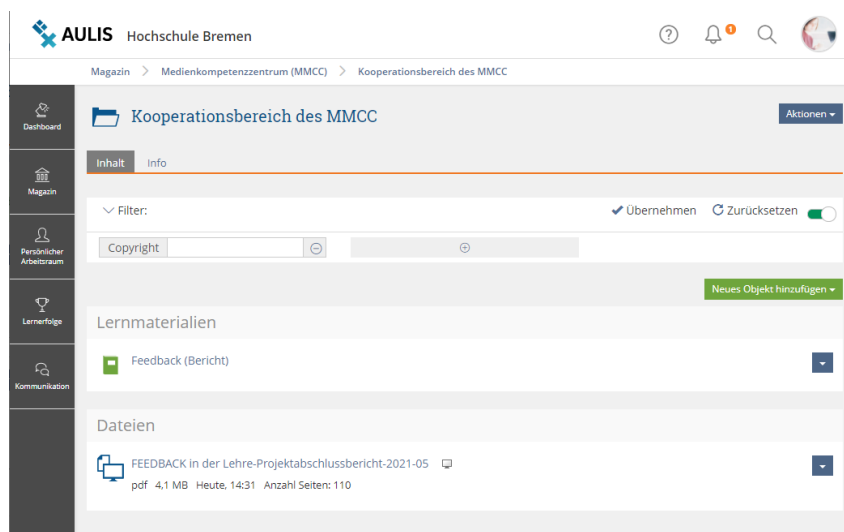 AULIS Hochschule Bremen
1
Magazin > Medienkompetenzzentrum (MMCC) > Kooperationsbereich des MMCC
Dashboard
Magazin
Persönlicher
Arbeitsraum
Lernerfolge
Kommunikation
Kooperationsbereich des MMCC
Aktionen
Inhalt Info
Filter: Übernehmen Zurücksetzen
Copyright
Neues Objekt hinzufügen
Lernmaterialien
Feedback (Bericht)
Dateien
FEEDBACK in der Lehre-Projektabschlussbericht-2021-05
pdf 4,1 MB Heute, 14:31 Anzahl Seiten: 110